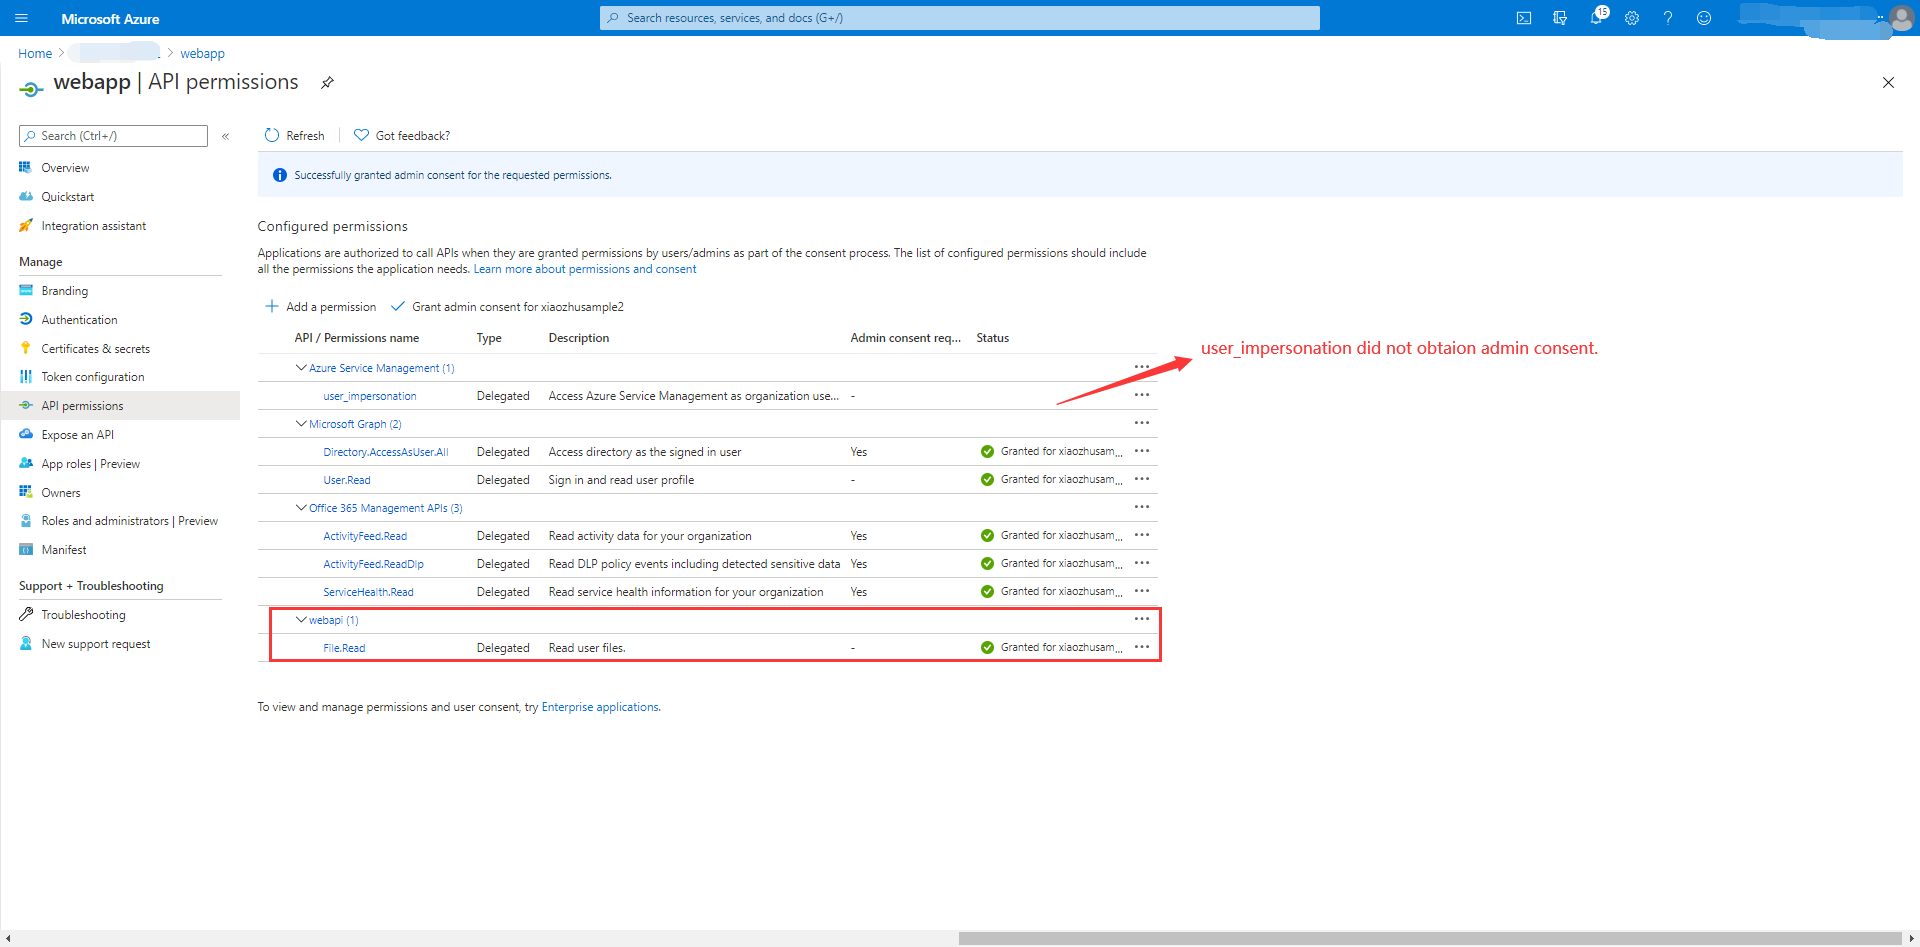 Microsoft Azure
Search resources, services, and docs (G+/)
15
Home
webapp
webapp | API permissions
Search (Ctrl+/)
«
Refresh
Got feedback?
Overview
Quickstart
Integration assistant
Manage
Branding
Authentication
Certificates & secrets
Token configuration
API permissions
Expose an API
App roles | Preview
Owners
Roles and administrators | Preview
Manifest
Support + Troubleshooting
Troubleshooting
New support request
Successfully granted admin consent for the requested permissions.
Configured permissions
Applications are authorized to call APIs when they are granted permissions by users/admins as part of the consent process. The list of configured permissions should include
all the permissions the application needs. Learn more about permissions and consent
Add a permission
Grant admin consent for xiaozhusample2
API / Permissions name Type Description Admin consent req... Status
Azure Service Management (1) ...
user_impersonation Delegated Access Azure Service Management as organization use... - ...
Microsoft Graph (2) ...
Directory.AccessAsUser.All Delegated Access directory as the signed in user Yes Granted for xiaozhusam... ...
User.Read Delegated Sign in and read user profile - Granted for xiaozhusam... ...
Office 365 Management APIs (3) ...
ActivityFeed.Read Delegated Read activity data for your organization Yes Granted for xiaozhusam... ...
ActivityFeed.ReadDlp Delegated Read DLP policy events including detected sensitive data Yes Granted for xiaozhusam... ...
ServiceHealth.Read Delegated Read service health information for your organization Yes Granted for xiaozhusam... ...
webapi (1) ...
File.Read Delegated Read user files. - Granted for xiaozhusam... ...
To view and manage permissions and user consent, try Enterprise applications.
user_impersonation did not obtaion admin consent.